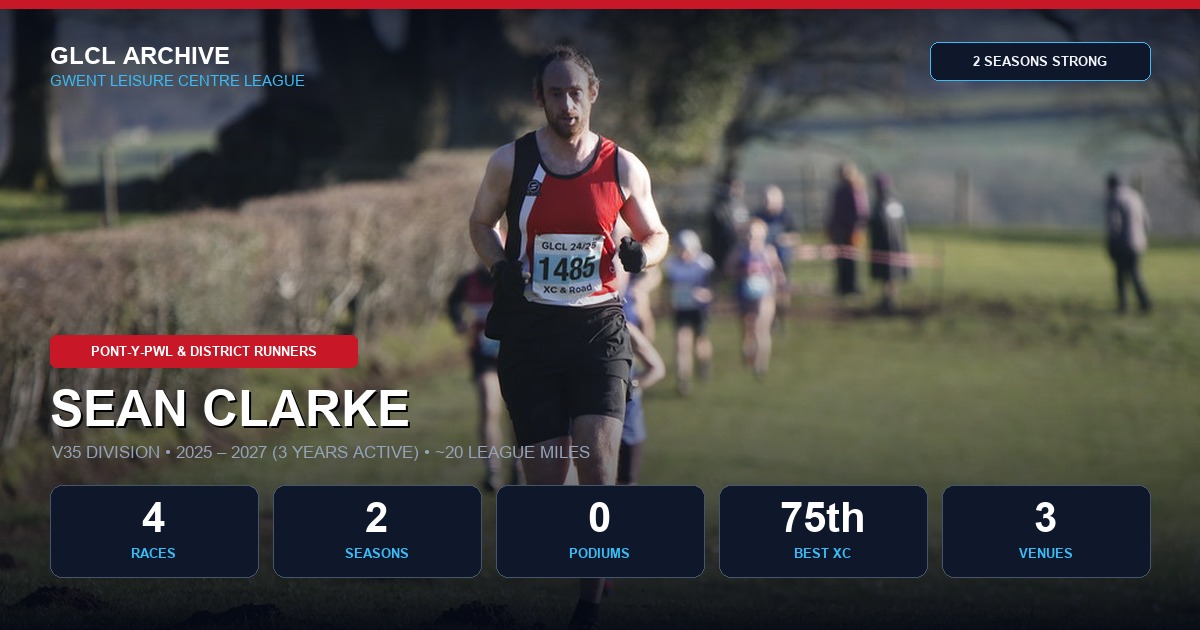 GLCL ARCHIVE
GWENT LEISURE CENTRE LEAGUE
2 SEASONS STRONG
GLCL 24/25
1485
XC & Road
PONT-Y-PWL & DISTRICT RUNNERS
SEAN CLARKE
V35 DIVISION • 2025 – 2027 (3 YEARS ACTIVE) • ~20 LEAGUE MILES
4
RACES
2
SEASONS
0
PODIUMS
75th
BEST XC
3
VENUES